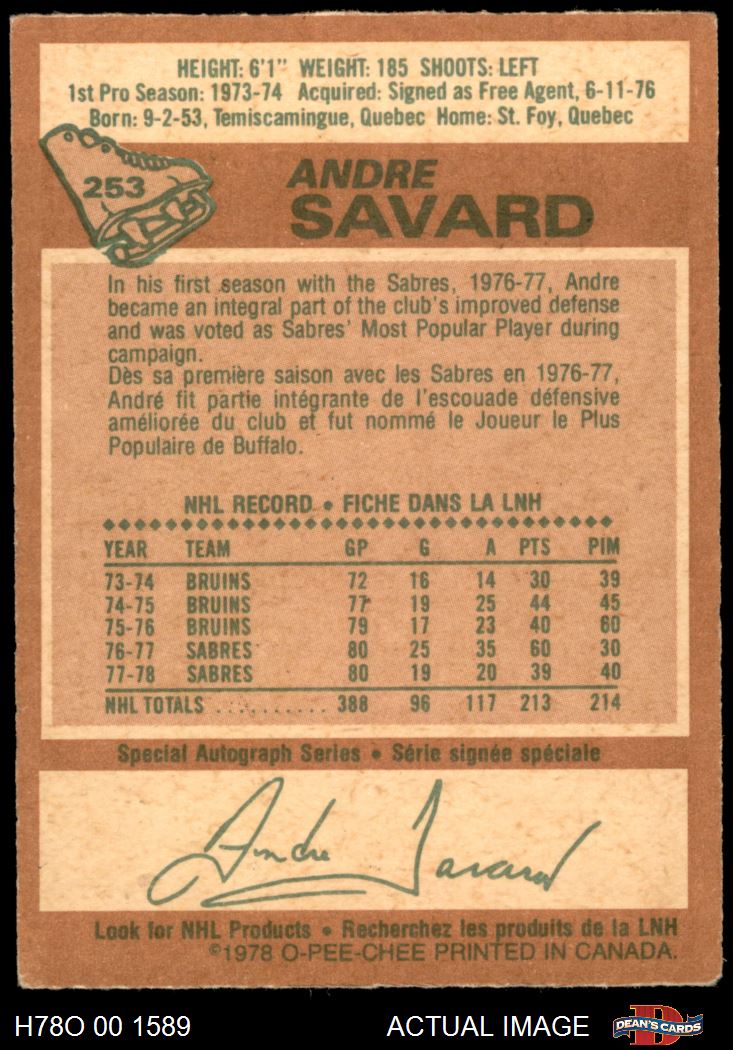 HEIGHT: 6'1" WEIGHT: 185 SHOOTS: LEFT
1st Pro Season: 1973-74 Acquired: Signed as Free Agent, 6-11-76
Born: 9-2-53, Temiscamingue, Quebec Home: St. Foy, Quebec
253
ANDRE
SAVARD
In his first season with the Sabres, 1976-77, Andre
became an integral part of the club's improved defense
and was voted as Sabres' Most Popular Player during
campaign.
Dès sa première saison avec les Sabres en 1976-77,
André fit partie intégrante de l'escouade défensive
améliorée du club et fut nommé le Joueur le Plus
Populaire de Buffalo.
NHL RECORD • FICHE DANS LA LNH
YEAR TEAM GP G A PTS PIM
73-74 BRUINS 72 16 14 30 39
74-75 BRUINS 77 19 25 44 45
75-76 BRUINS 79 17 23 40 60
76-77 SABRES 80 25 35 60 30
77-78 SABRES 80 19 20 39 40
NHL TOTALS .......... 388 96 117 213 214
Special Autograph Series • Série signée spéciale
Andre Savard
Look for NHL Products • Recherchez les produits de la LNH
©1978 O-PEE-CHEE PRINTED IN CANADA.
H78O 00 1589 ACTUAL IMAGE D DEAN'S CARDS